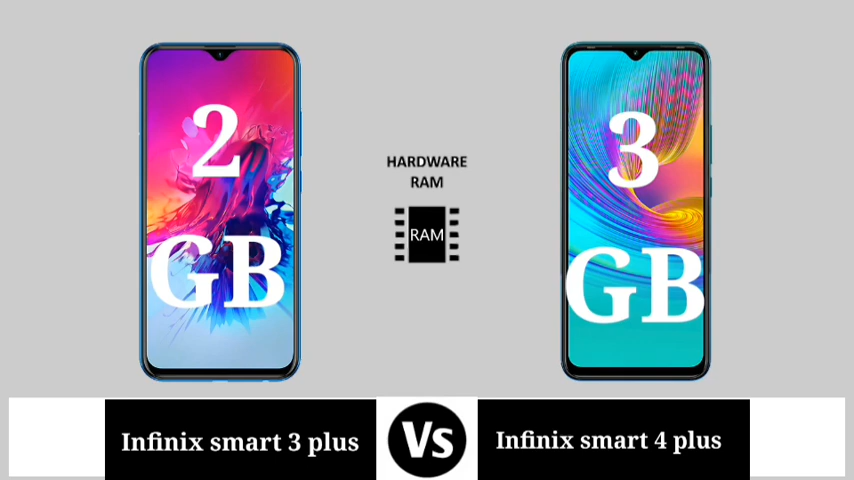 2
GB
HARDWARE
RAM
RAM
3
GB
Infinix smart 3 plus
Vs
Infinix smart 4 plus